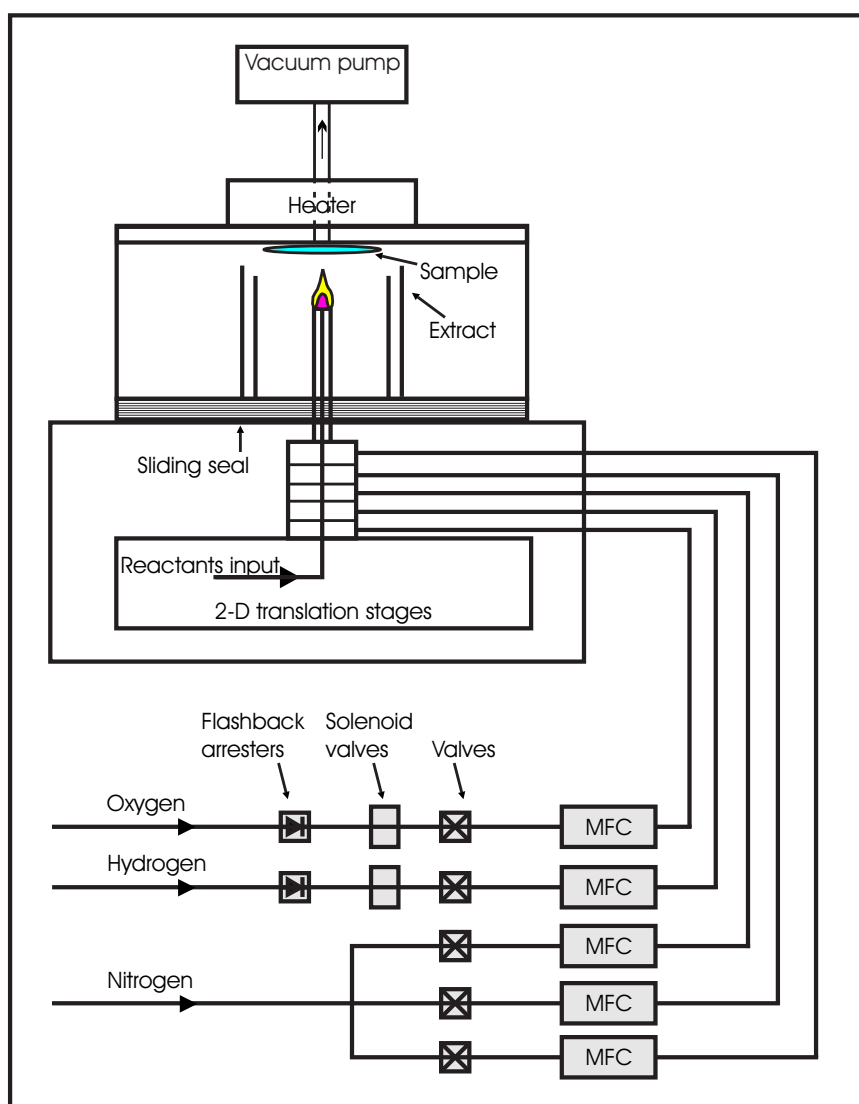 Vacuum pump
Heater
Sample
Extract
Sliding seal
Reactants input
2-D translation stages
Flashback
arresters
Solenoid
valves
Valves
Oxygen
MFC
Hydrogen
MFC
MFC
Nitrogen
MFC
MFC